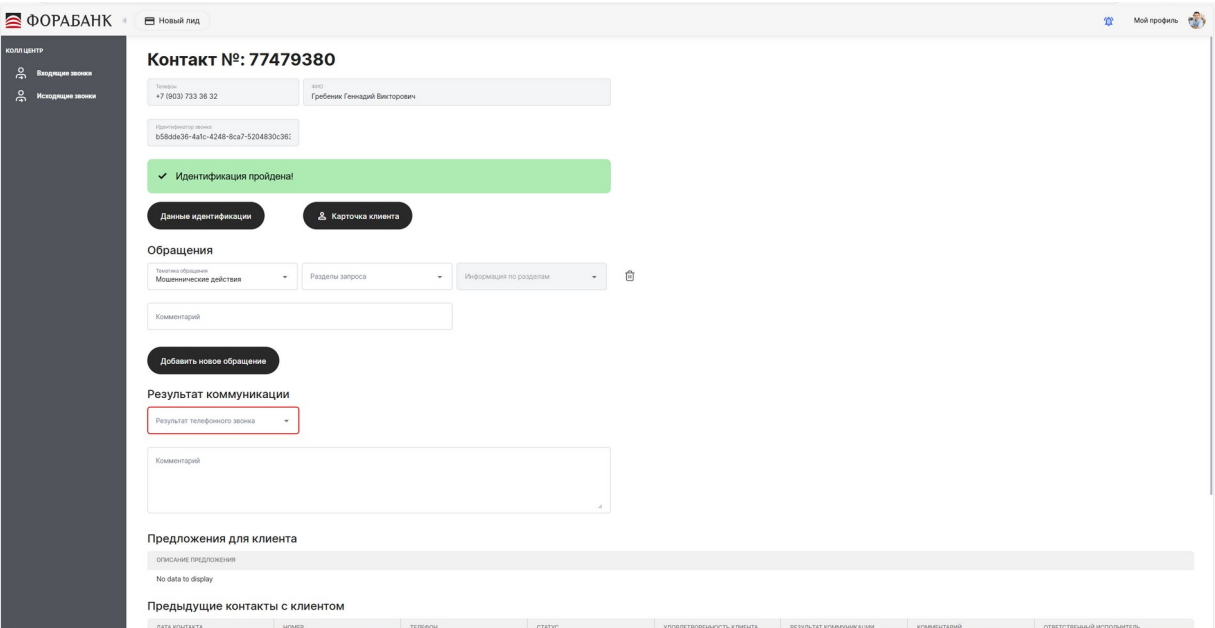 ФОРАБАНК
Новый лид
Мой профиль
КОЛЛ ЦЕНТР
Входящие звонки
Исходящие звонки
Контакт №: 77479380
Телефон
ФИО
+7 (903) 733 36 32
Гребеник Геннадий Викторович
Идентификатор звонка
b58dde36-4a1c-4248-8ca7-5204830c363
Идентификация пройдена!
Данные идентификации
Карточка клиента
Обращения
Тематика обращения
Мошеннические действия
Разделы запроса
Информация по разделам
Комментарий
Добавить новое обращение
Результат коммуникации
Результат телефонного звонка
Комментарий
Предложения для клиента
ОПИСАНИЕ ПРЕДЛОЖЕНИЯ
No data to display
Предыдущие контакты с клиентом
ДАТА КОНТАКТА НОМЕР ТЕЛЕФОН СТАТУС УДОВЛЕТВОРЕННОСТЬ КЛИЕНТА РЕЗУЛЬТАТ КОММУНИКАЦИИ КОММЕНТАРИЙ ОТВЕТСТВЕННЫЙ ИСПОЛНИТЕЛЬ